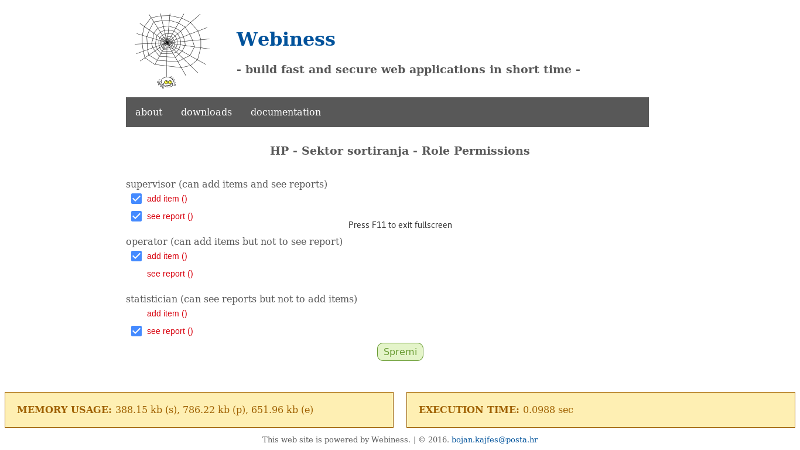 Webiness
- build fast and secure web applications in short time -
about downloads documentation
HP - Sektor sortiranja - Role Permissions
supervisor (can add items and see reports)
add item ()
see report ()
Press F11 to exit fullscreen
operator (can add items but not to see report)
add item ()
see report ()
statistician (can see reports but not to add items)
add item ()
see report ()
Spremi
MEMORY USAGE: 388.15 kb (s), 786.22 kb (p), 651.96 kb (e)
EXECUTION TIME: 0.0988 sec
This web site is powered by Webiness. | © 2016. bojan.kajfes@posta.hr